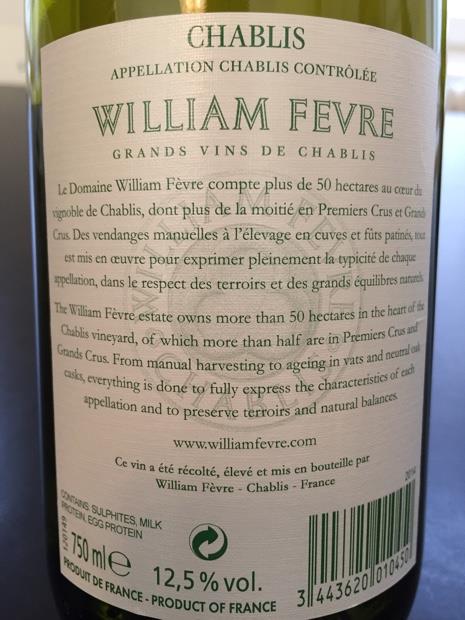 CHABLIS
APPELLATION CHABLIS CONTRÔLÉE
WILLIAM FEVRE
GRANDS VINS DE CHABLIS
Le Domaine William Fèvre compte plus de 50 hectares au cœur du
vignoble de Chablis, dont plus de la moitié en Premiers Crus et Grands
Crus. Des vendanges manuelles à l'élevage en cuves et fûts patinés, tout
est mis en œuvre pour exprimer pleinement la typicité de chaque
appellation, dans le respect des terroirs et des grands équilibres naturels.
The William Fèvre estate owns more than 50 hectares in the heart of the
Chablis vineyard, of which more than half are in Premiers Crus and
Grands Crus. From manual harvesting to ageing in vats and neutral oak
casks, everything is done to fully express the characteristics of each
appellation and to preserve terroirs and natural balances.
www.williamfevre.com
Ce vin a été récolté, élevé et mis en bouteille par
William Fèvre - Chablis - France
CONTAINS: SULPHITES, MILK
PROTEIN, EGG PROTEIN
120149
750 ml e
12,5 % vol.
PRODUIT DE FRANCE - PRODUCT OF FRANCE
2014
3 443620 010450